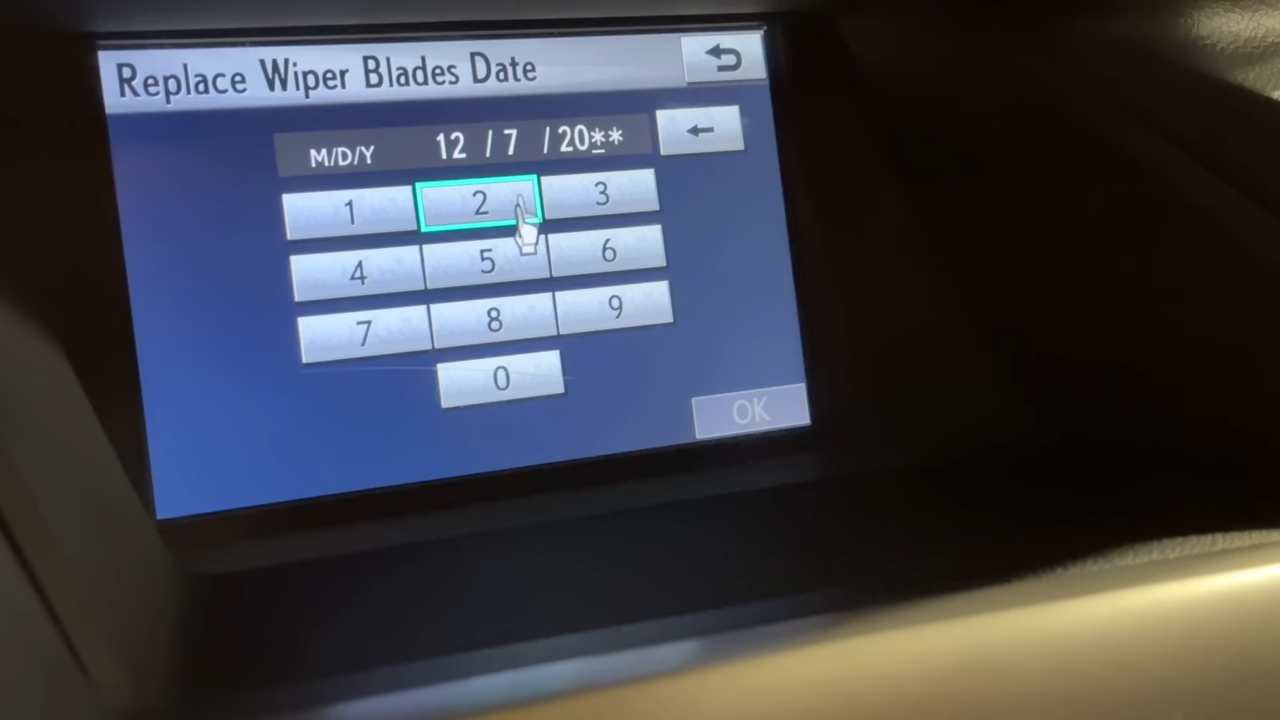 Replace Wiper Blades Date
M/D/Y 12 / 7 / 20**
1 2 3
4 5 6
7 8 9
0
OK